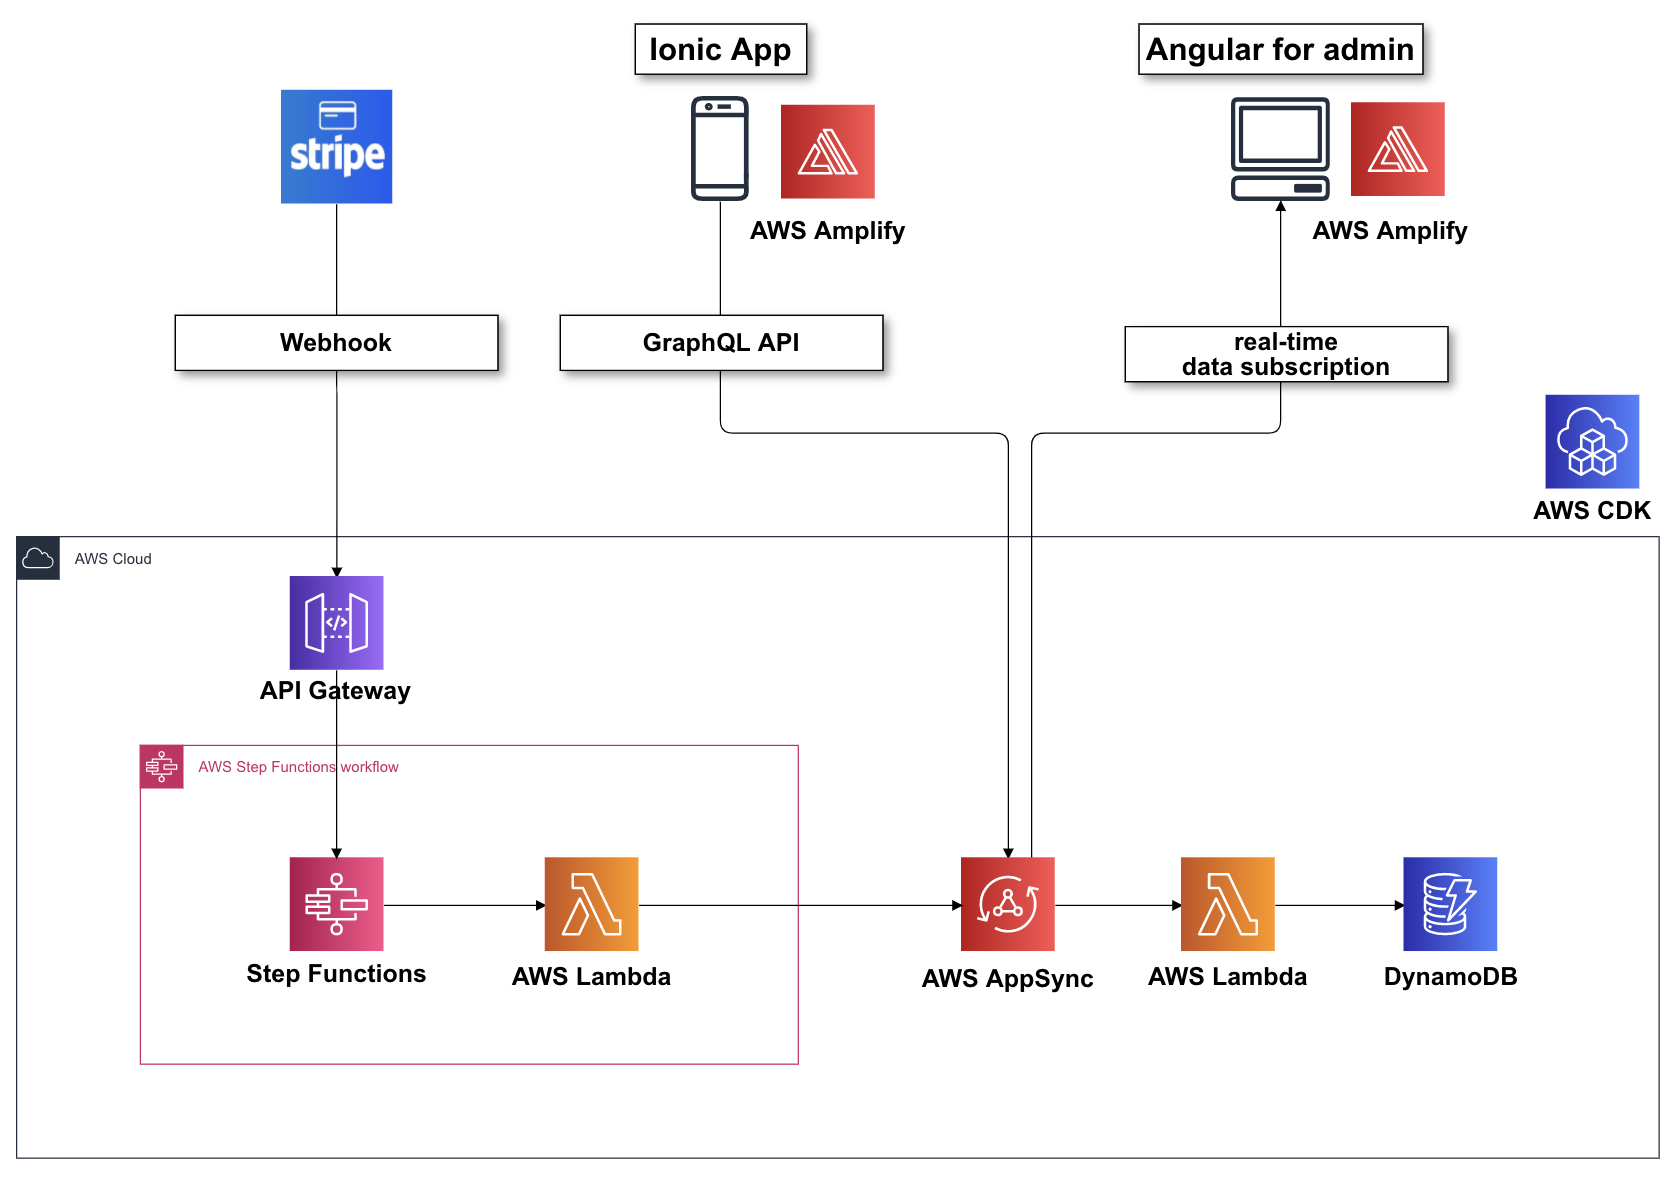 Ionic App
Angular for admin
stripe
AWS Amplify
AWS Amplify
Webhook
GraphQL API
real-time
data subscription
AWS CDK
AWS Cloud
</>
API Gateway
AWS Step Functions workflow
Step Functions
AWS Lambda
AWS AppSync
AWS Lambda
DynamoDB